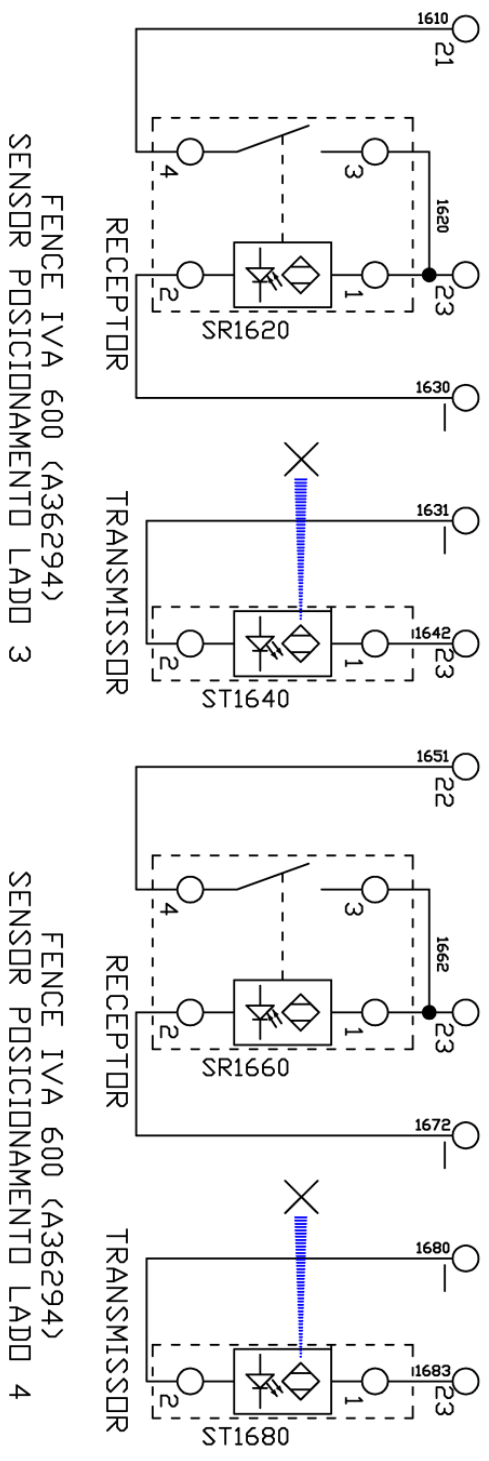 1610
21
4
3
1620
2
1
23
SR1620
RECEPTOR
1630
—
1631
—
2
1
1642
23
ST1640
TRANSMISSOR
FENCE IVA 600 (A36294)
SENSOR POSICIONAMENTO LADO 3
1651
22
4
3
1662
2
1
23
SR1660
RECEPTOR
1672
—
1680
—
2
1
1683
23
ST1680
TRANSMISSOR
FENCE IVA 600 (A36294)
SENSOR POSICIONAMENTO LADO 4